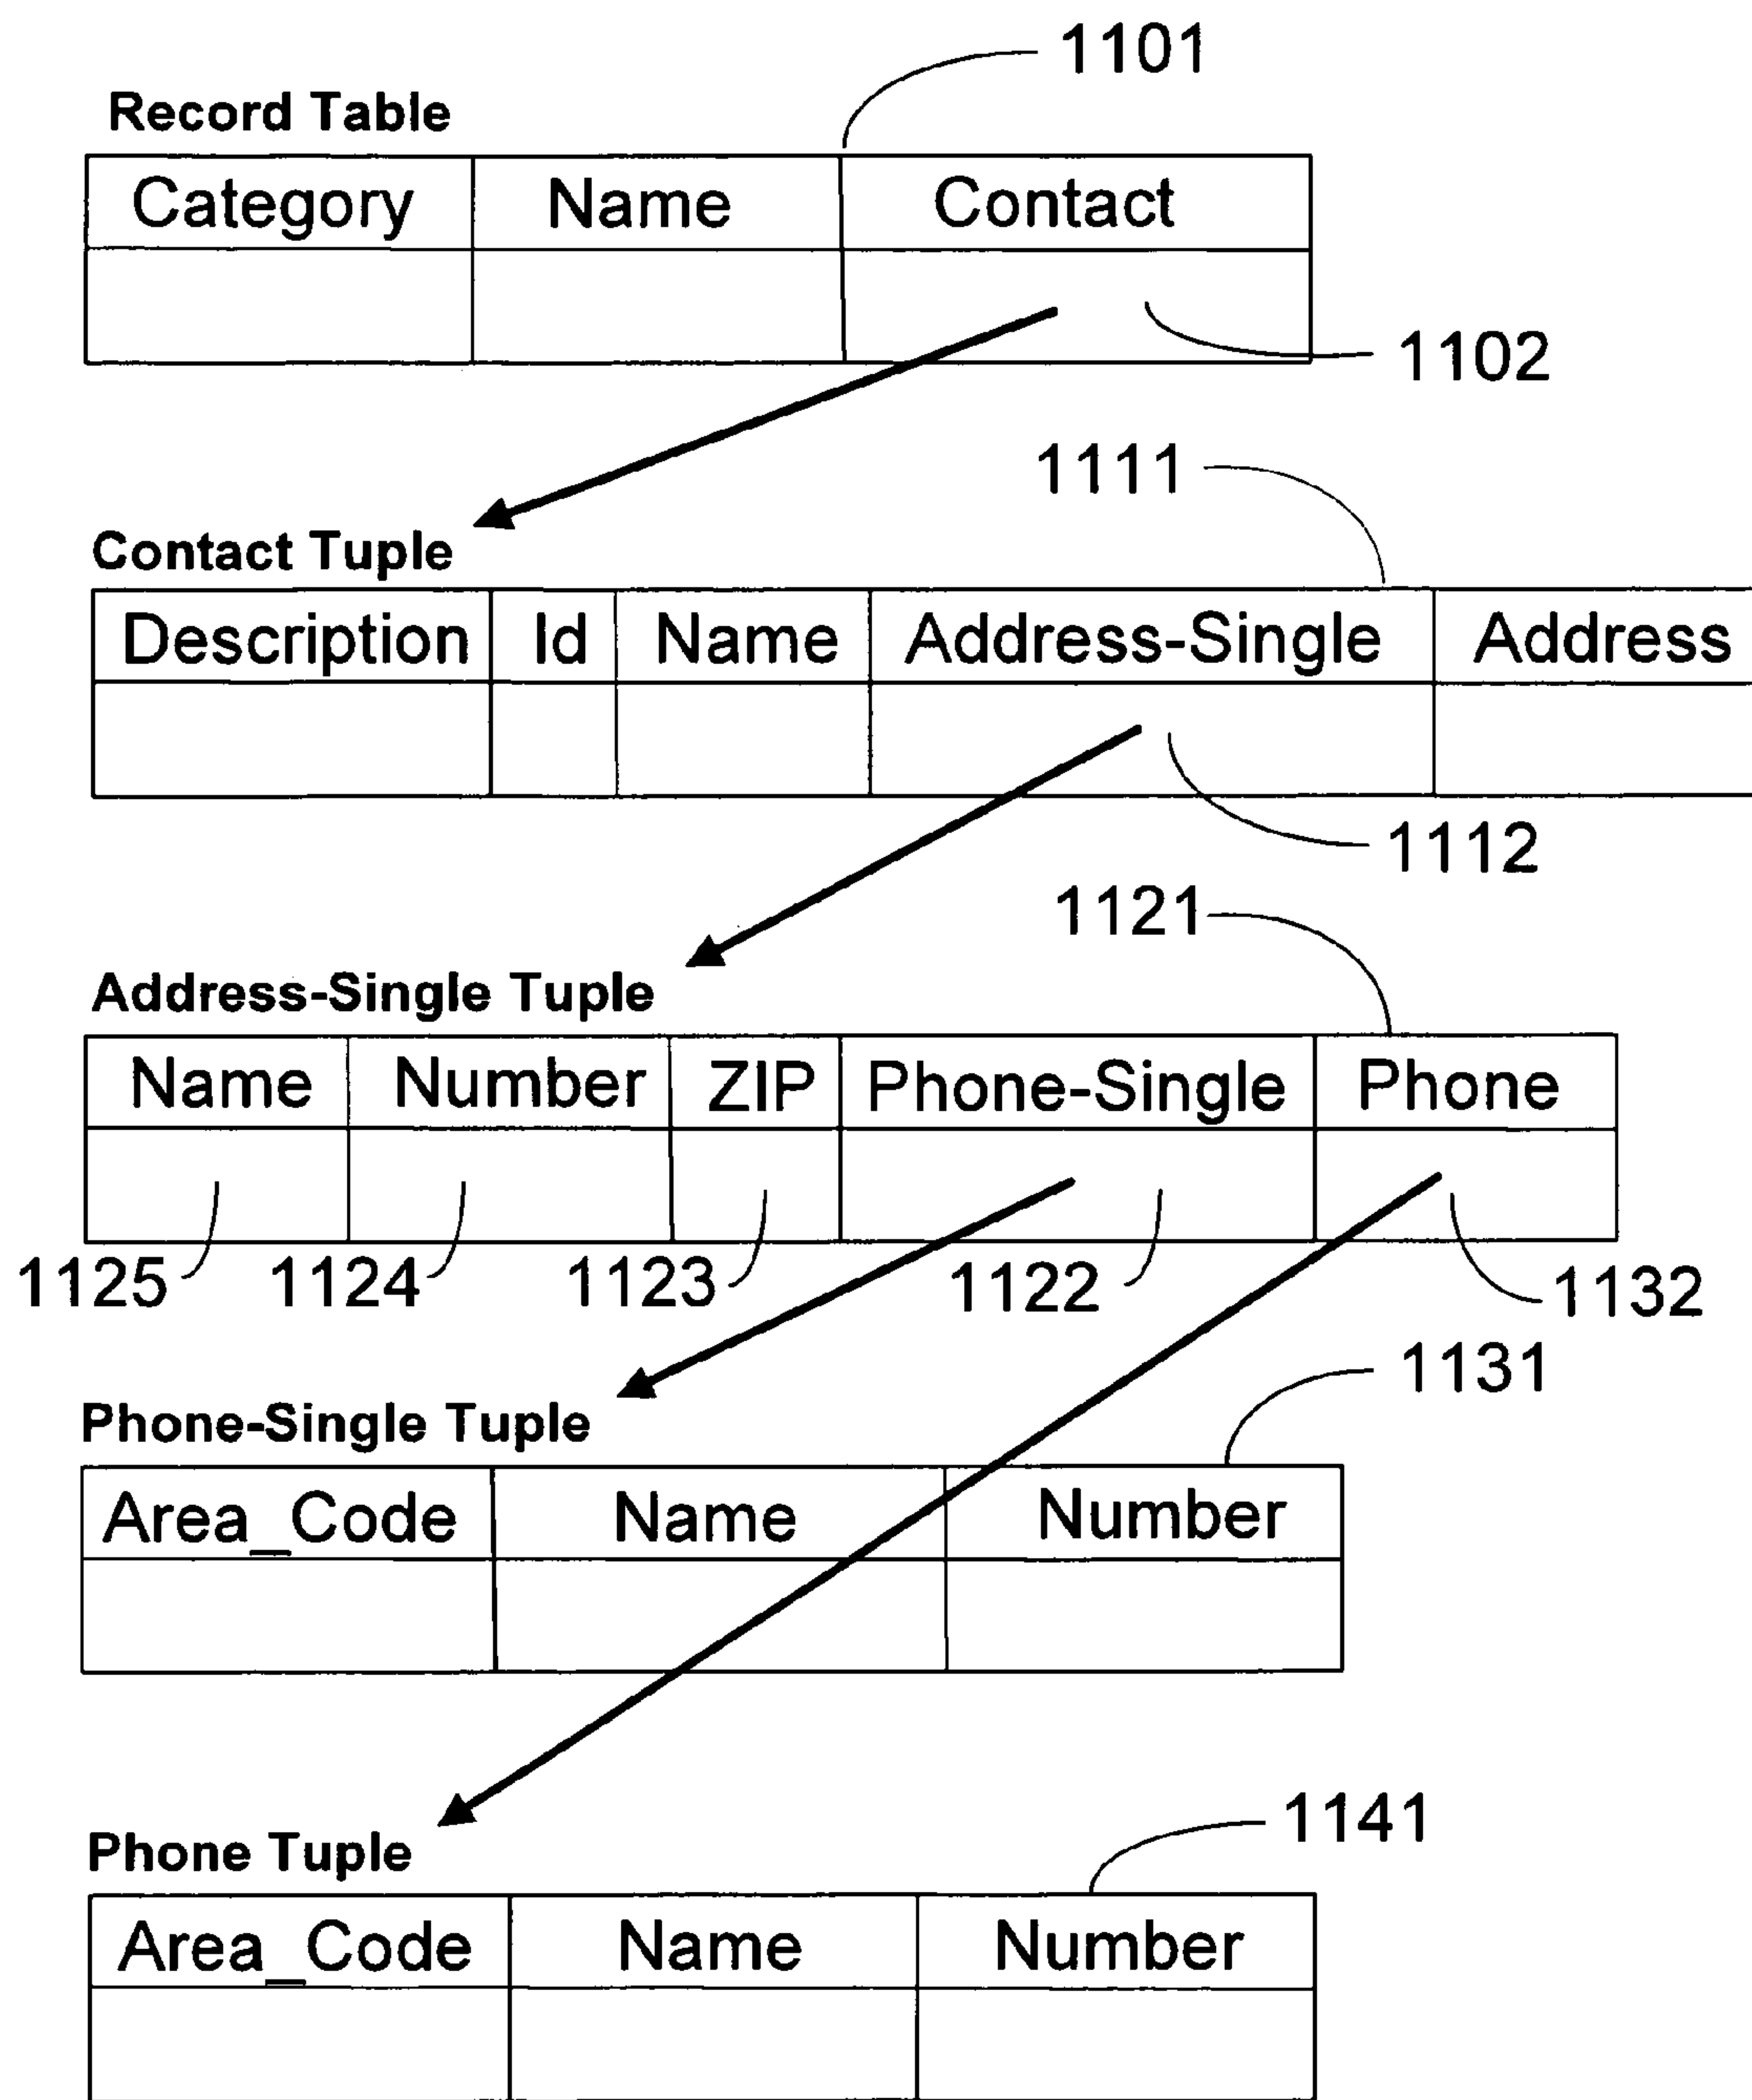 1101
Record Table
Category Name Contact
1102
1111
Contact Tuple
Description Id Name Address-Single Address
1112
1121
Address-Single Tuple
Name Number ZIP Phone-Single Phone
1125 1124 1123 1122 1132
1131
Phone-Single Tuple
Area_Code Name Number
1141
Phone Tuple
Area_Code Name Number